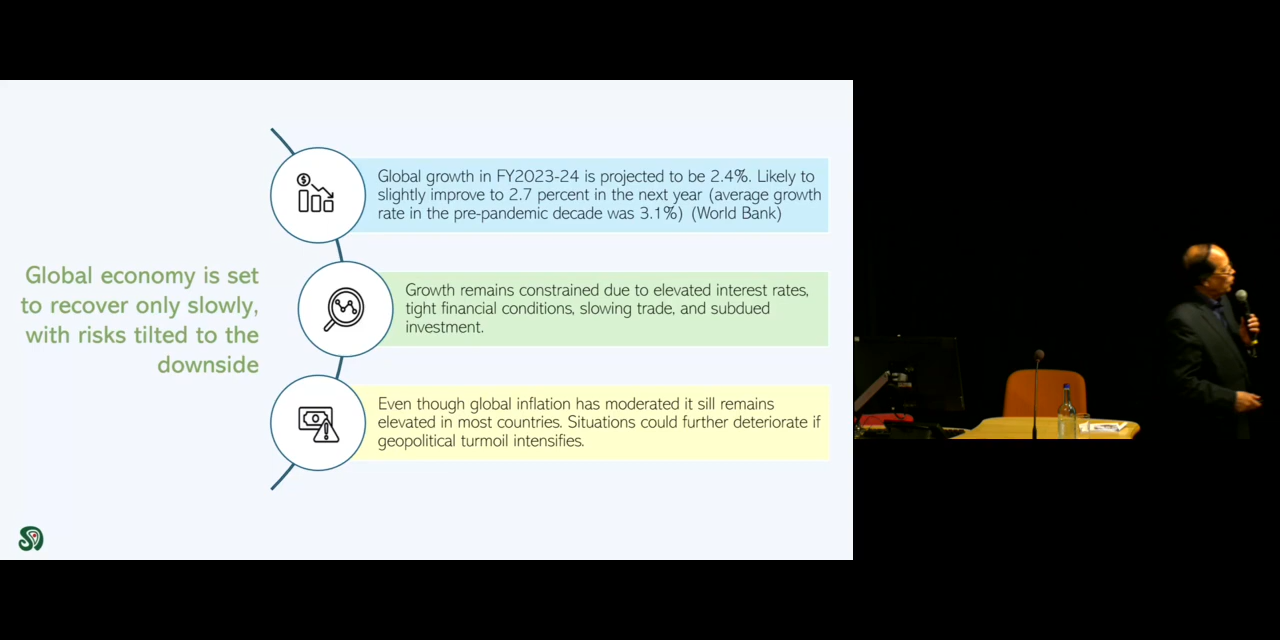 Global economy is set
to recover only slowly,
with risks tilted to the
downside
Global growth in FY2023-24 is projected to be 2.4%. Likely to
slightly improve to 2.7 percent in the next year (average growth
rate in the pre-pandemic decade was 3.1%) (World Bank)
Growth remains constrained due to elevated interest rates,
tight financial conditions, slowing trade, and subdued
investment.
Even though global inflation has moderated it sill remains
elevated in most countries. Situations could further deteriorate if
geopolitical turmoil intensifies.